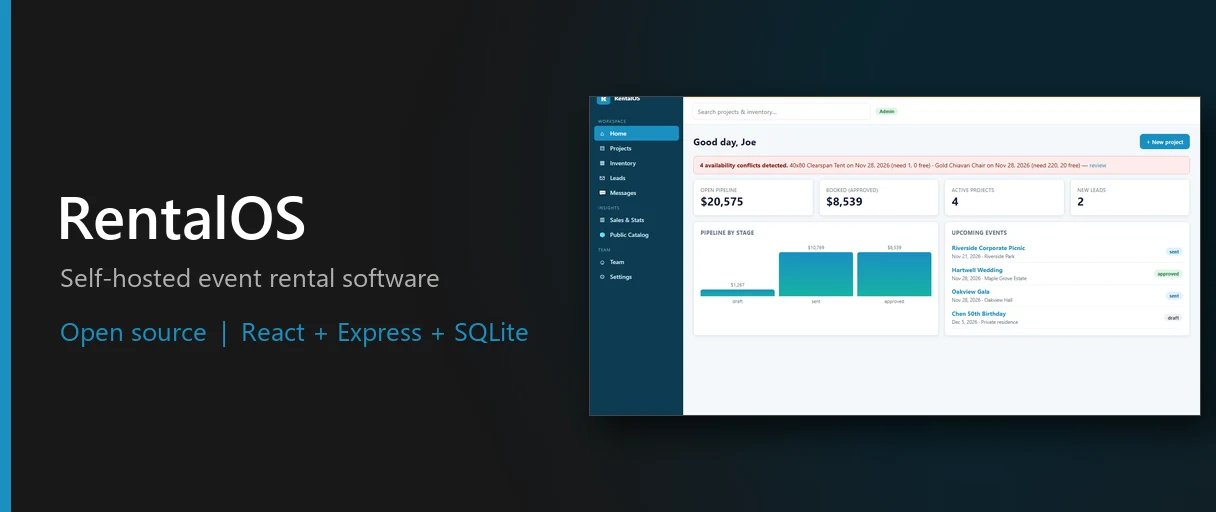 RentalOS
Self-hosted event rental software
Open source | React + Express + SQLite
RentalOS
WORKSPACE
Home
Projects
Inventory
Leads
Messages
INSIGHTS
Sales & Stats
Public Catalog
TEAM
Team
Settings
Search projects & inventory...
Admin
Good day, Joe
+ New project
4 availability conflicts detected. 40x80 Clearspan Tent on Nov 28, 2026 (need 1, 0 free) · Gold Chiavari Chair on Nov 28, 2026 (need 220, 20 free) — review
OPEN PIPELINE
$20,575
BOOKED (APPROVED)
$8,539
ACTIVE PROJECTS
4
NEW LEADS
2
PIPELINE BY STAGE
$1,267
$10,769
$8,539
draft
sent
approved
UPCOMING EVENTS
Riverside Corporate Picnic
Nov 21, 2026 · Riverside Park
sent
Hartwell Wedding
Nov 28, 2026 · Maple Grove Estate
approved
Oakview Gala
Nov 28, 2026 · Oakview Hall
sent
Chen 50th Birthday
Dec 5, 2026 · Private residence
draft